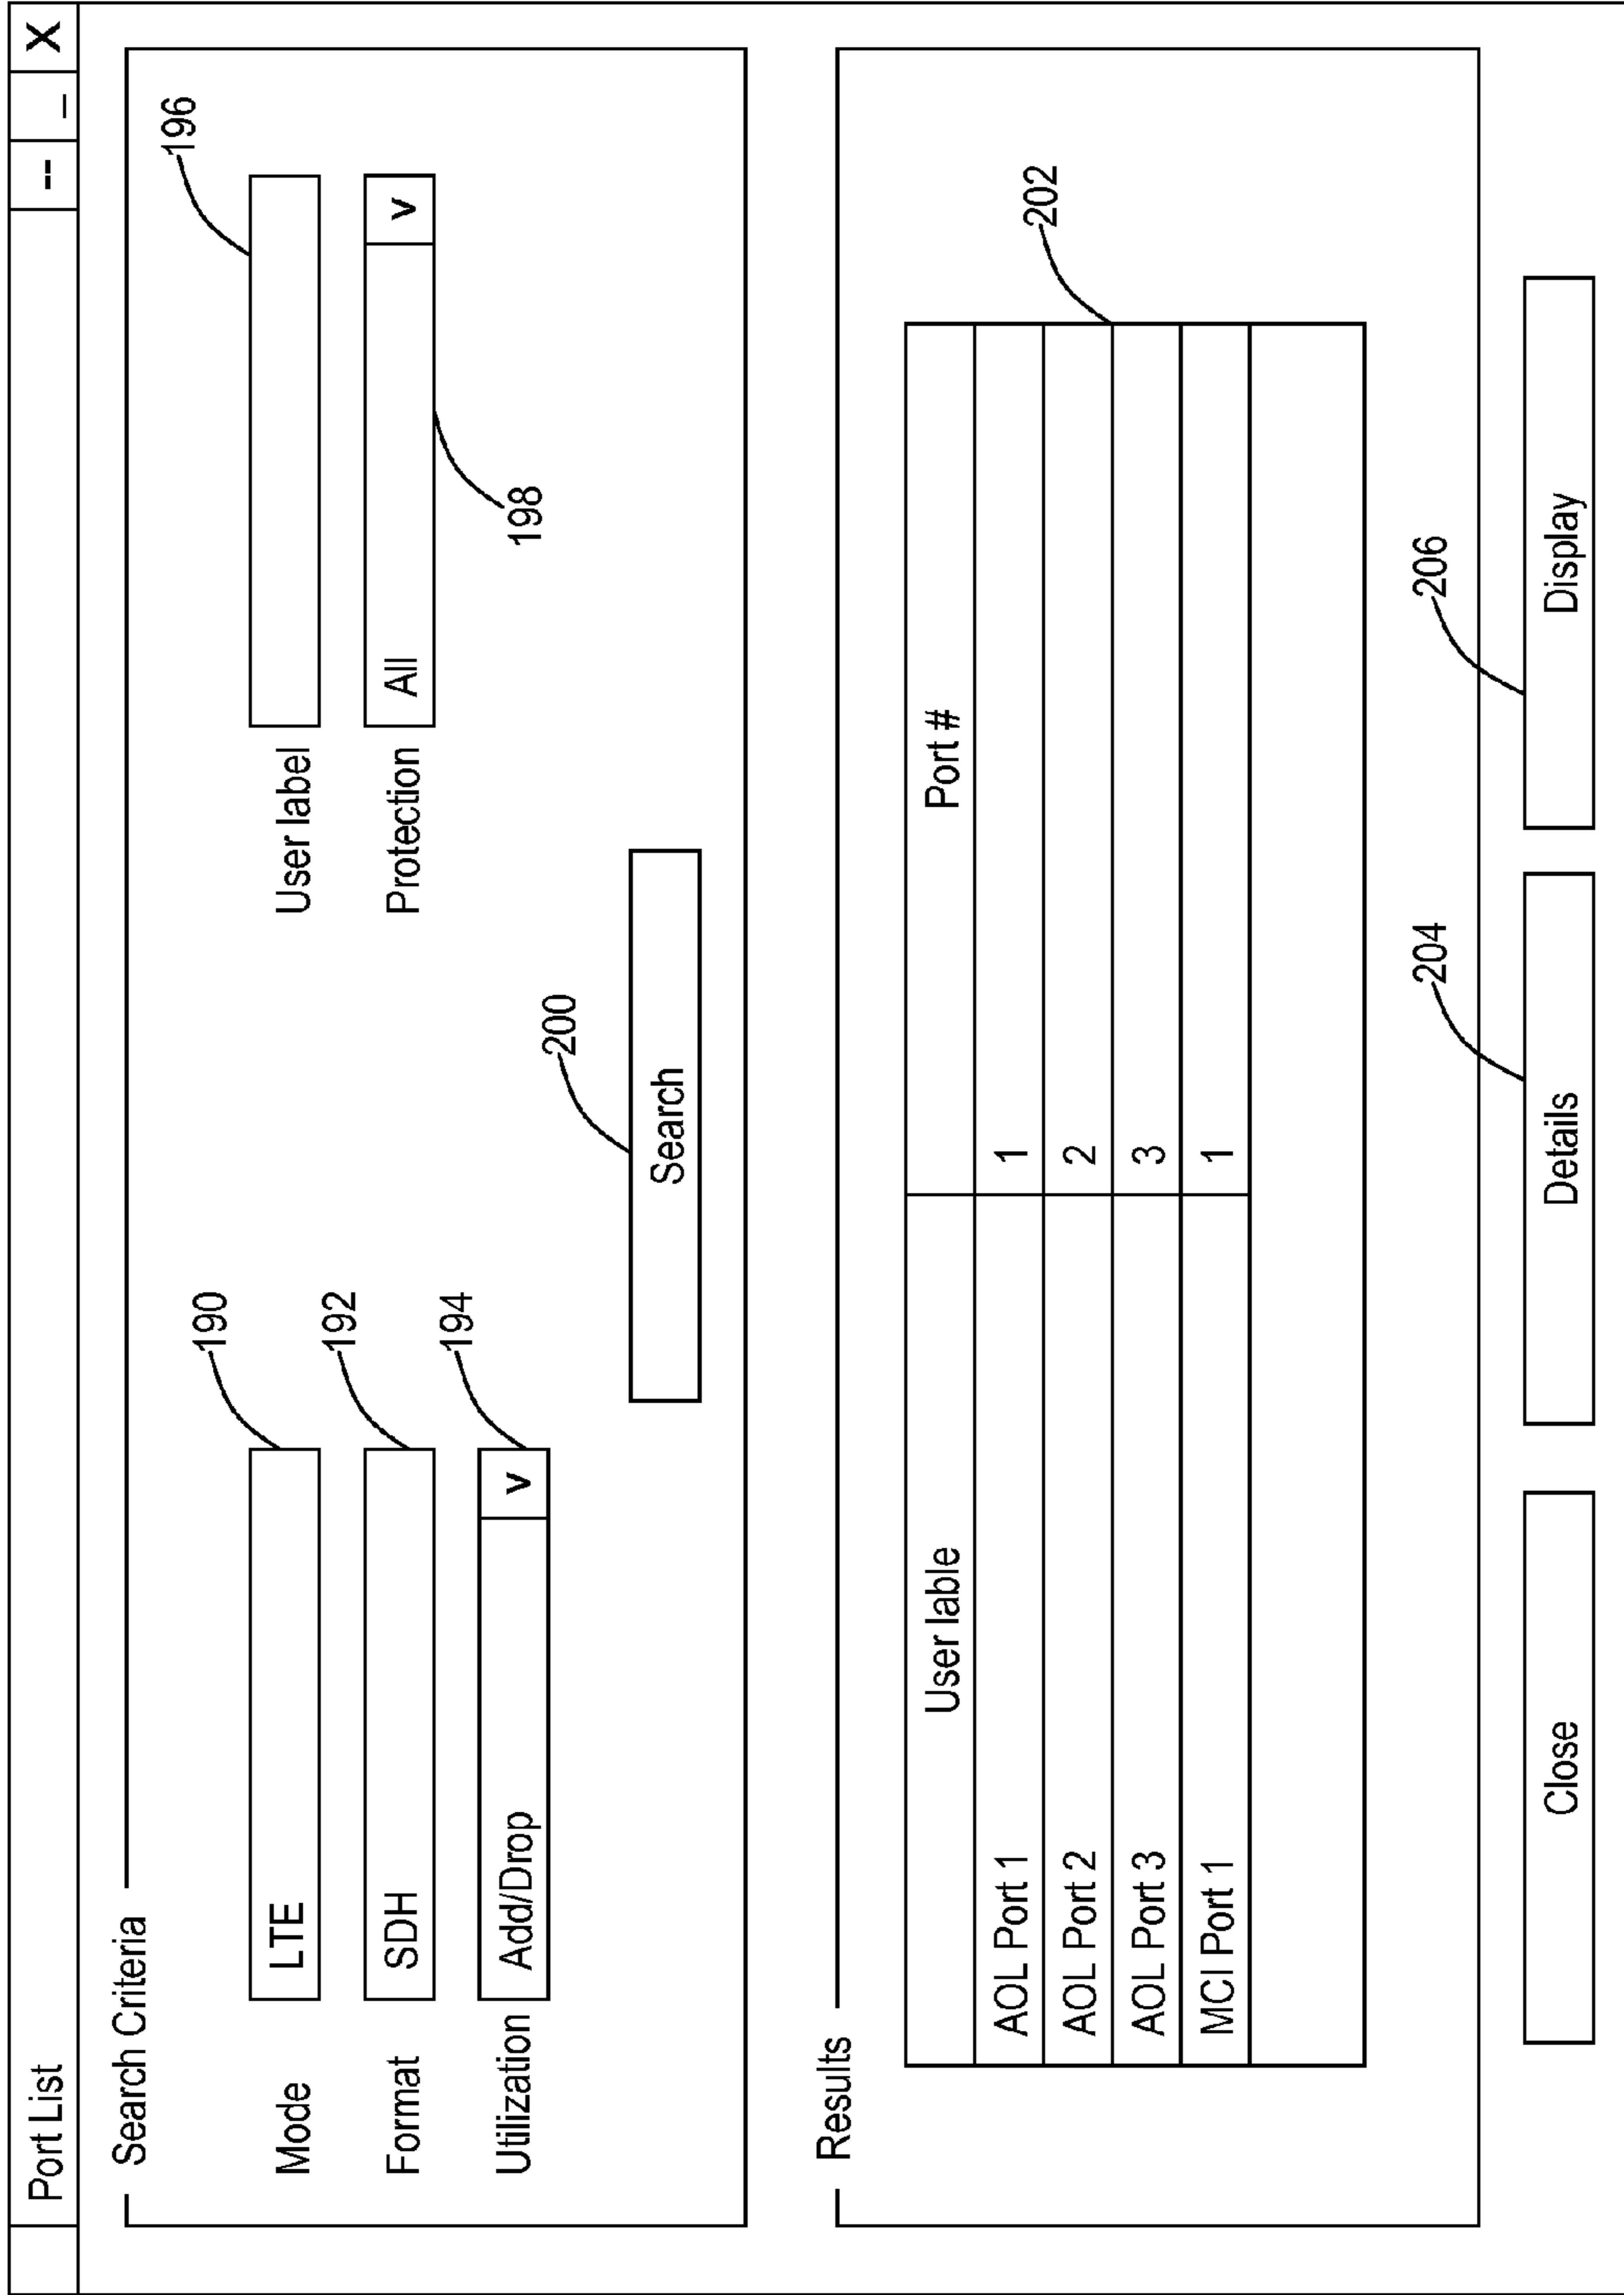 Port List -- _ X
Search Criteria
196
190
Mode LTE User label
192
Format SDH Protection All v
194
198
Utilization Add/Drop v
200
Search
Results
202
User lable Port #
AOL Port 1 1
AOL Port 2 2
AOL Port 3 3
MCI Port 1 1
204 206
Close Details Display